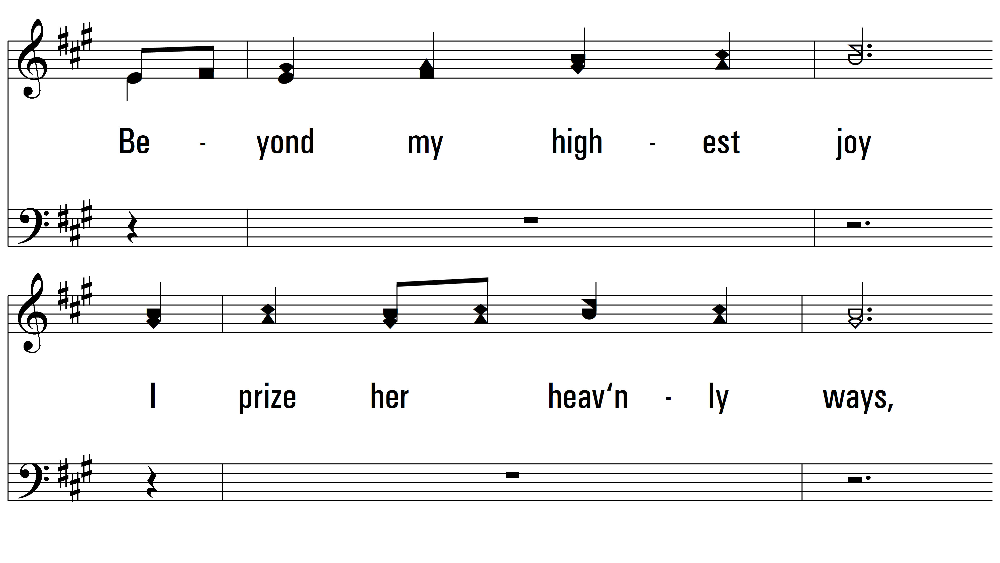 Be - yond my high - est joy
I prize her heav‘n - ly ways,